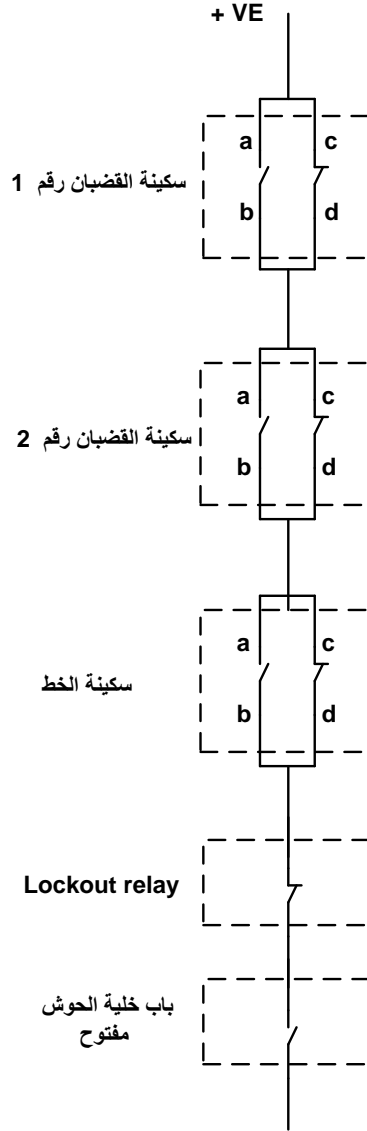 + VE
a c
سكينة القضبان رقم 1
b d
a c
سكينة القضبان رقم 2
b d
a c
سكينة الخط
b d
Lockout relay
باب خلية الحوش
مفتوح